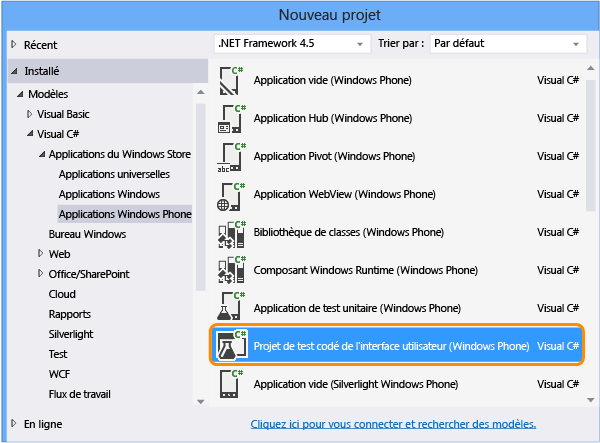 Nouveau projet
Récent
.NET Framework 4.5
Trier par :
Par défaut
Installé
Modèles
Visual Basic
Visual C#
Applications du Windows Store
Applications universelles
Applications Windows
Applications Windows Phone
Bureau Windows
Web
Office/SharePoint
Cloud
Rapports
Silverlight
Test
WCF
Flux de travail
En ligne
C# Application vide (Windows Phone) Visual C#
C# Application Hub (Windows Phone) Visual C#
C# abc Application Pivot (Windows Phone) Visual C#
C# Application WebView (Windows Phone) Visual C#
C# Bibliothèque de classes (Windows Phone) Visual C#
C# Composant Windows Runtime (Windows Phone) Visual C#
C# Application de test unitaire (Windows Phone) Visual C#
C# Projet de test codé de l'interface utilisateur (Windows Phone) Visual C#
C# Application vide (Silverlight Windows Phone) Visual C#
Cliquez ici pour vous connecter et rechercher des modèles.